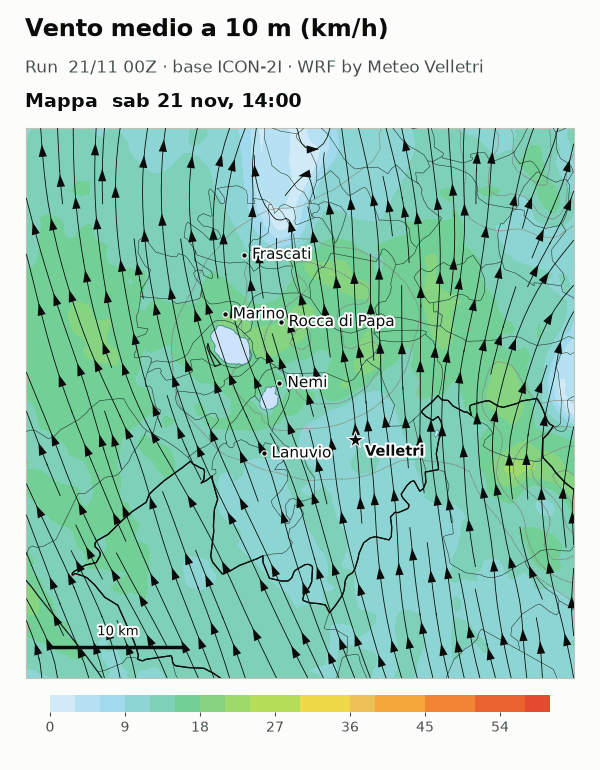 Vento medio a 10 m (km/h)
Run 21/11 00Z · base ICON-2I · WRF by Meteo Velletri
Mappa sab 21 nov, 14:00
Frascati
Marino
Rocca di Papa
Nemi
Lanuvio
Velletri
10 km
0 9 18 27 36 45 54